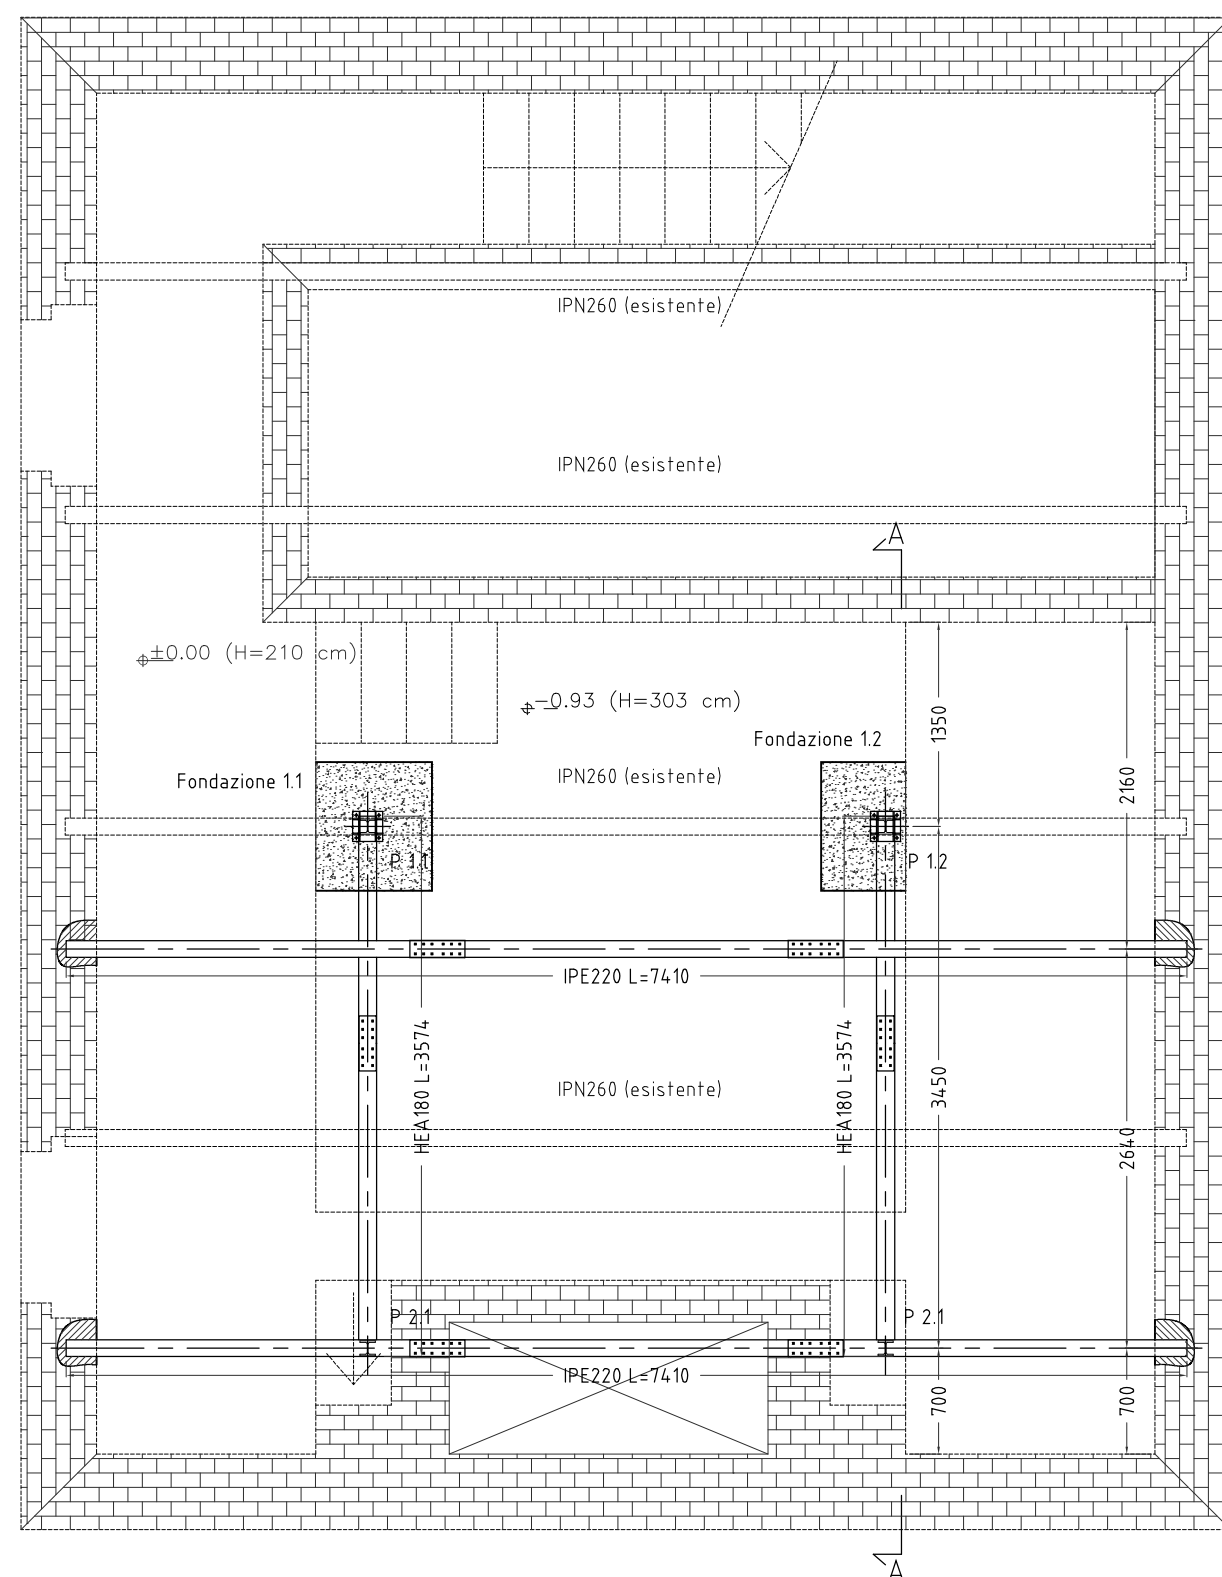 IPN260 (esistente)
IPN260 (esistente)
A
±0.00 (H=210 cm)
-0.93 (H=303 cm)
1350
2160
Fondazione 1.2
Fondazione 1.1
IPN260 (esistente)
P 1.1
P 1.2
IPE220 L=7410
HEA180 L=3574
HEA180 L=3574
3450
IPN260 (esistente)
2640
P 2.1
P 2.1
IPE220 L=7410
700
700
A